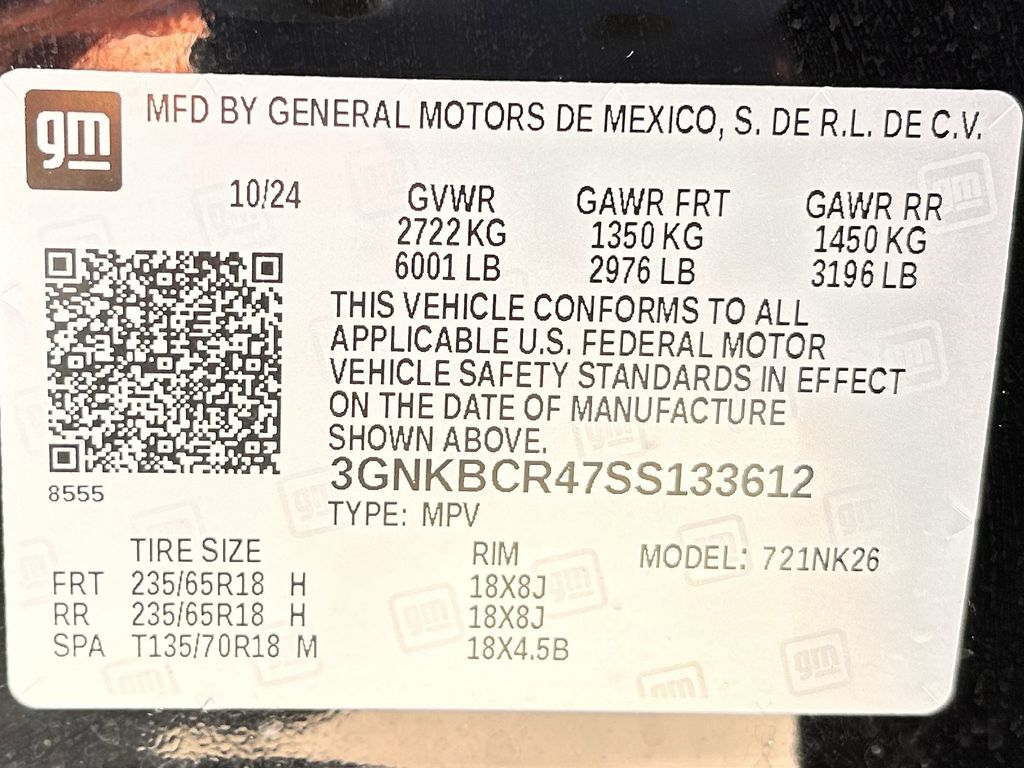 gm MFD BY GENERAL MOTORS DE MEXICO, S. DE R.L. DE C.V.
10/24 GVWR GAWR FRT GAWR RR
2722 KG 1350 KG 1450 KG
6001 LB 2976 LB 3196 LB
THIS VEHICLE CONFORMS TO ALL
APPLICABLE U.S. FEDERAL MOTOR
VEHICLE SAFETY STANDARDS IN EFFECT
ON THE DATE OF MANUFACTURE
SHOWN ABOVE.
3GNKBCR47SS133612
8555
TYPE: MPV
TIRE SIZE RIM MODEL: 721NK26
FRT 235/65R18 H 18X8J
RR 235/65R18 H 18X8J
SPA T135/70R18 M 18X4.5B